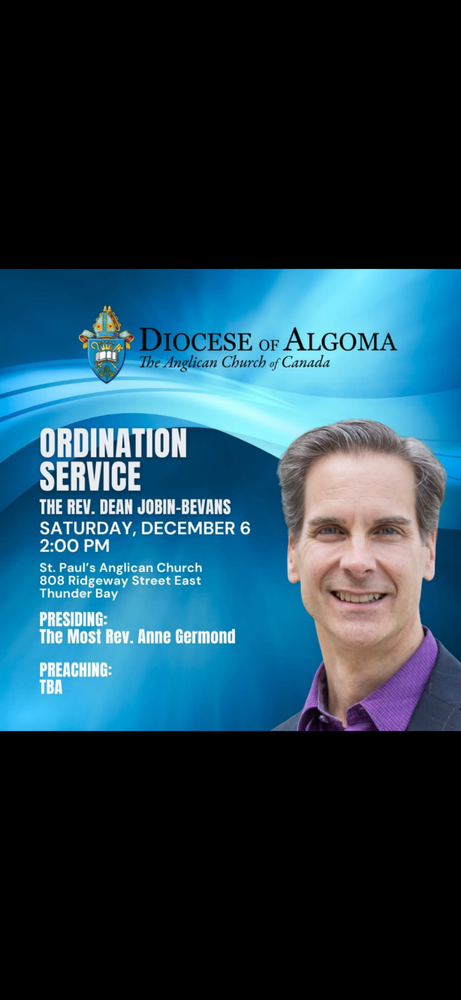 DIOCESE OF ALGOMA
The Anglican Church of Canada
ORDINATION
SERVICE
THE REV. DEAN JOBIN-BEVANS
SATURDAY, DECEMBER 6
2:00 PM
St. Paul's Anglican Church
808 Ridgeway Street East
Thunder Bay
PRESIDING:
The Most Rev. Anne Germond
PREACHING:
TBA